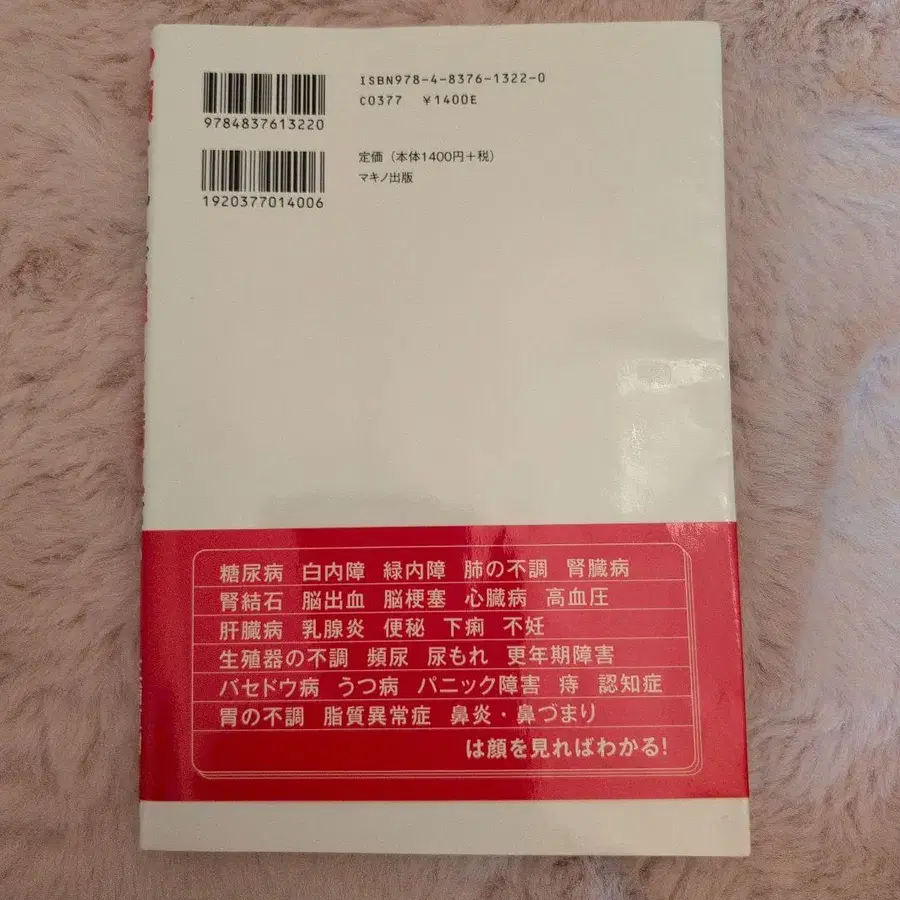 ISBN978-4-8376-1322-0
C0377 ¥1400E
9784837613220
定価(本体1400円+税)
マキノ出版
1920377014006
糖尿病 白内障 緑内障 肺の不調 腎臓病
腎結石 脳出血 脳梗塞 心臓病 高血圧
肝臓病 乳腺炎 便秘 下痢 不妊
生殖器の不調 頻尿 尿もれ 更年期障害
バセドウ病 うつ病 パニック障害 痔 認知症
胃の不調 脂質異常症 鼻炎・鼻づまり
は顔を見ればわかる!